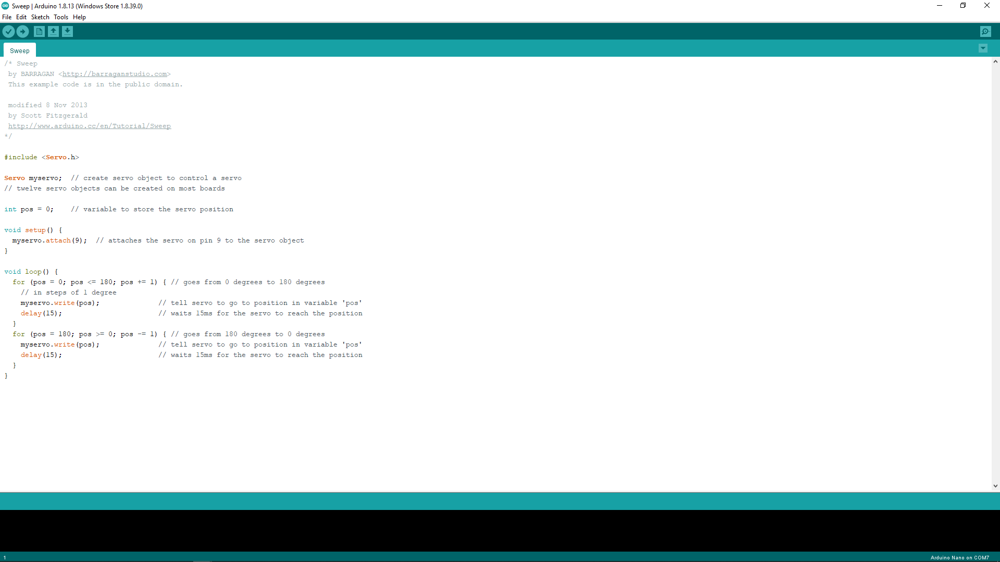 Sweep | Arduino 1.8.13 (Windows Store 1.8.39.0)
File Edit Sketch Tools Help
Sweep
/* Sweep
 by BARRAGAN <http://barraganstudio.com>
 This example code is in the public domain.

 modified 8 Nov 2013
 by Scott Fitzgerald
 http://www.arduino.cc/en/Tutorial/Sweep
*/

#include <Servo.h>

Servo myservo;  // create servo object to control a servo
// twelve servo objects can be created on most boards

int pos = 0;    // variable to store the servo position

void setup() {
  myservo.attach(9);  // attaches the servo on pin 9 to the servo object
}

void loop() {
  for (pos = 0; pos <= 180; pos += 1) { // goes from 0 degrees to 180 degrees
    // in steps of 1 degree
    myservo.write(pos);              // tell servo to go to position in variable 'pos'
    delay(15);                       // waits 15ms for the servo to reach the position
  }
  for (pos = 180; pos >= 0; pos -= 1) { // goes from 180 degrees to 0 degrees
    myservo.write(pos);              // tell servo to go to position in variable 'pos'
    delay(15);                       // waits 15ms for the servo to reach the position
  }
}
1
Arduino Nano on COM7